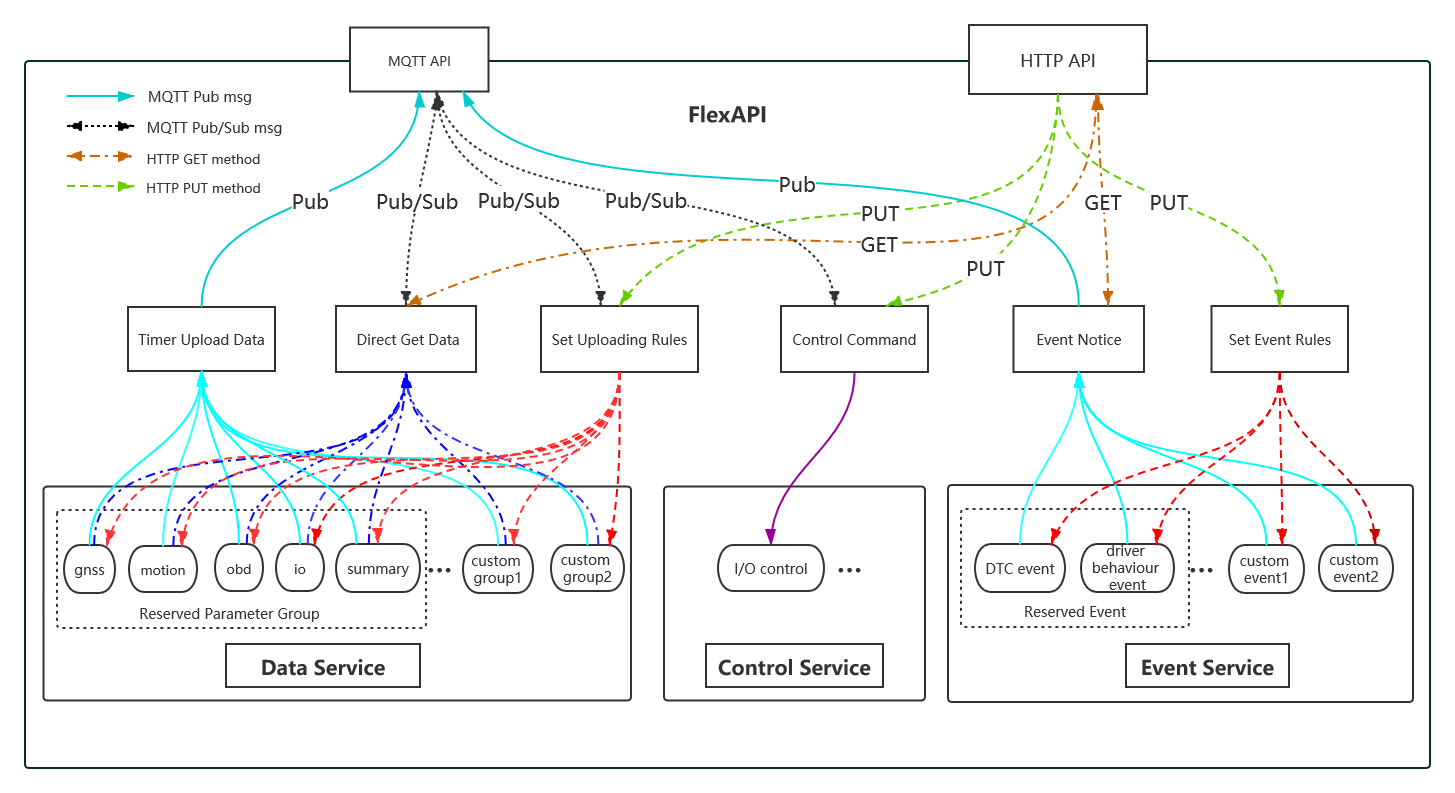 MQTT API
HTTP API
MQTT Pub msg
FlexAPI
MQTT Pub/Sub msg
HTTP GET method
HTTP PUT method
Pub
Pub
Pub/Sub
Pub/Sub
Pub/Sub
GET
PUT
PUT
GET
PUT
Timer Upload Data
Direct Get Data
Set Uploading Rules
Control Command
Event Notice
Set Event Rules
gnss
motion
obd
io
summary
•••
custom
group1
custom
group2
I/O control
•••
DTC event
driver
behaviour
event
•••
custom
event1
custom
event2
Reserved Parameter Group
Reserved Event
Data Service
Control Service
Event Service